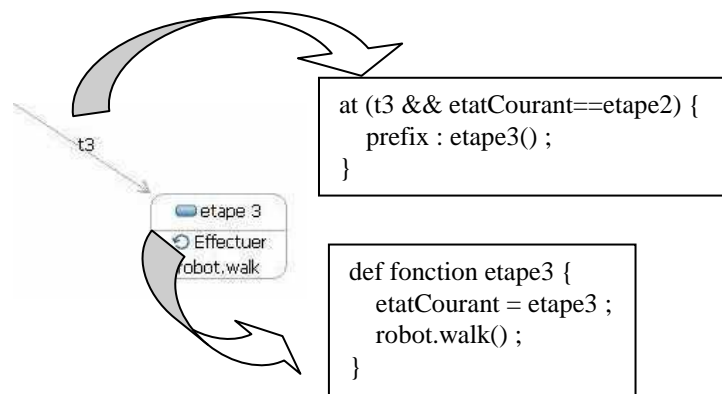 at (t3 && etatCourant==etape2) {
prefix : etape3() ;
}
t3
etape 3
Effectuer
robot.walk
def fonction etape3 {
etatCourant = etape3 ;
robot.walk() ;
}